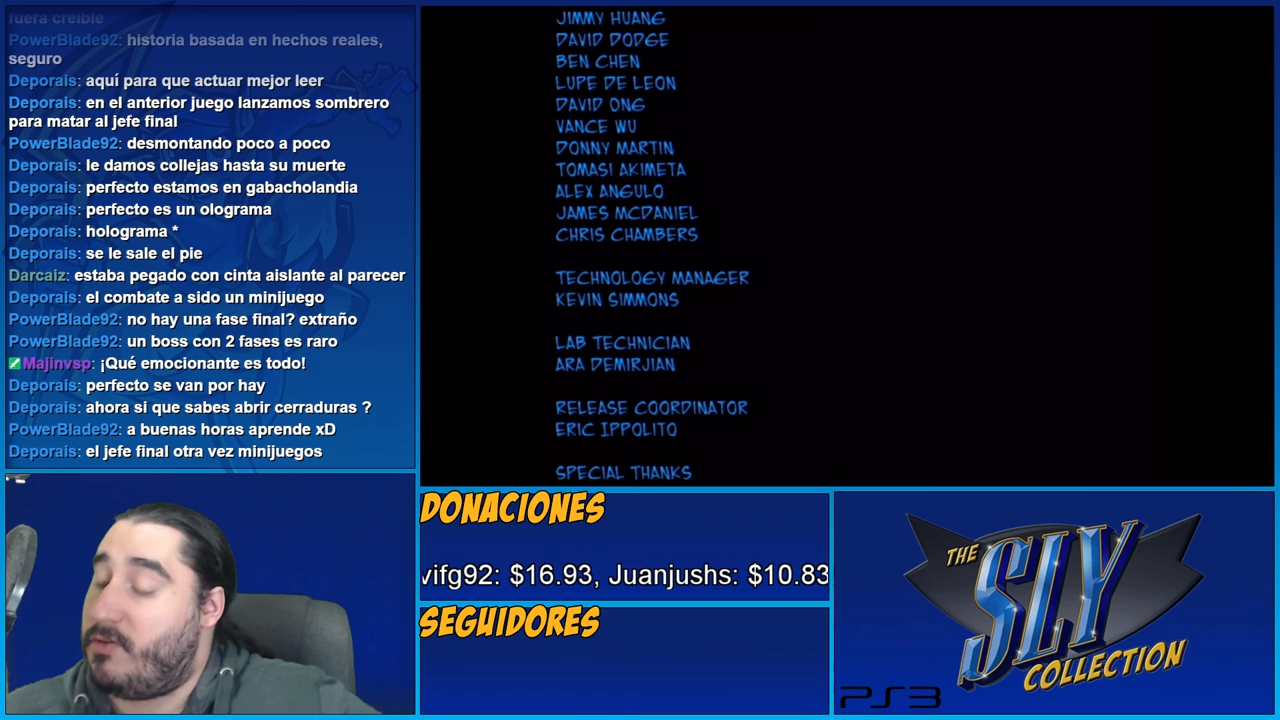 fuera creíble
PowerBlade92: historia basada en hechos reales,
seguro
Deporais: aquí para que actuar mejor leer
Deporais: en el anterior juego lanzamos sombrero
para matar al jefe final
PowerBlade92: desmontando poco a poco
Deporais: le damos collejas hasta su muerte
Deporais: perfecto estamos en gabacholandia
Deporais: perfecto es un olograma
Deporais: holograma *
Deporais: se le sale el pie
Darcaiz: estaba pegado con cinta aislante al parecer
Deporais: el combate a sido un minijuego
PowerBlade92: no hay una fase final? extraño
PowerBlade92: un boss con 2 fases es raro
Majinvsp: ¡Qué emocionante es todo!
Deporais: perfecto se van por hay
Deporais: ahora si que sabes abrir cerraduras ?
PowerBlade92: a buenas horas aprende xD
Deporais: el jefe final otra vez minijuegos
JIMMY HUANG
DAVID DODGE
BEN CHEN
LUPE DE LEON
DAVID ONG
VANCE WU
DONNY MARTIN
TOMASI AKIMETA
ALEX ANGULO
JAMES MCDANIEL
CHRIS CHAMBERS
TECHNOLOGY MANAGER
KEVIN SIMMONS
LAB TECHNICIAN
ARA DEMIRJIAN
RELEASE COORDINATOR
ERIC IPPOLITO
SPECIAL THANKS
DONACIONES
vifg92: $16.93, Juanjushs: $10.83
SEGUIDORES
THE
SLY
COLLECTION
PS3